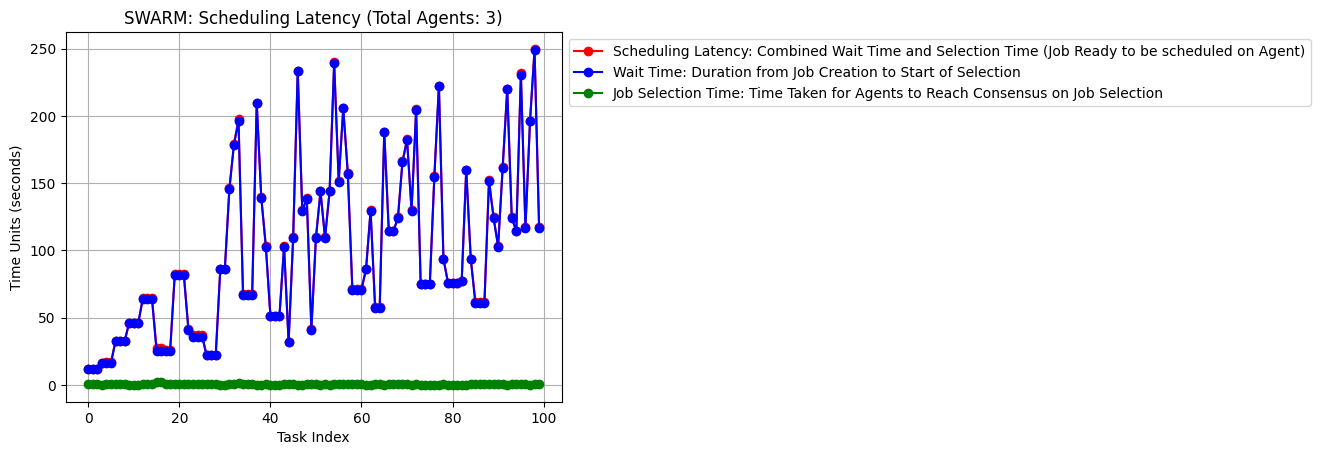 SWARM: Scheduling Latency (Total Agents: 3)
Scheduling Latency: Combined Wait Time and Selection Time (Job Ready to be scheduled on Agent)
Wait Time: Duration from Job Creation to Start of Selection
Job Selection Time: Time Taken for Agents to Reach Consensus on Job Selection
Time Units (seconds)
250
200
150
100
50
0
0 20 40 60 80 100
Task Index